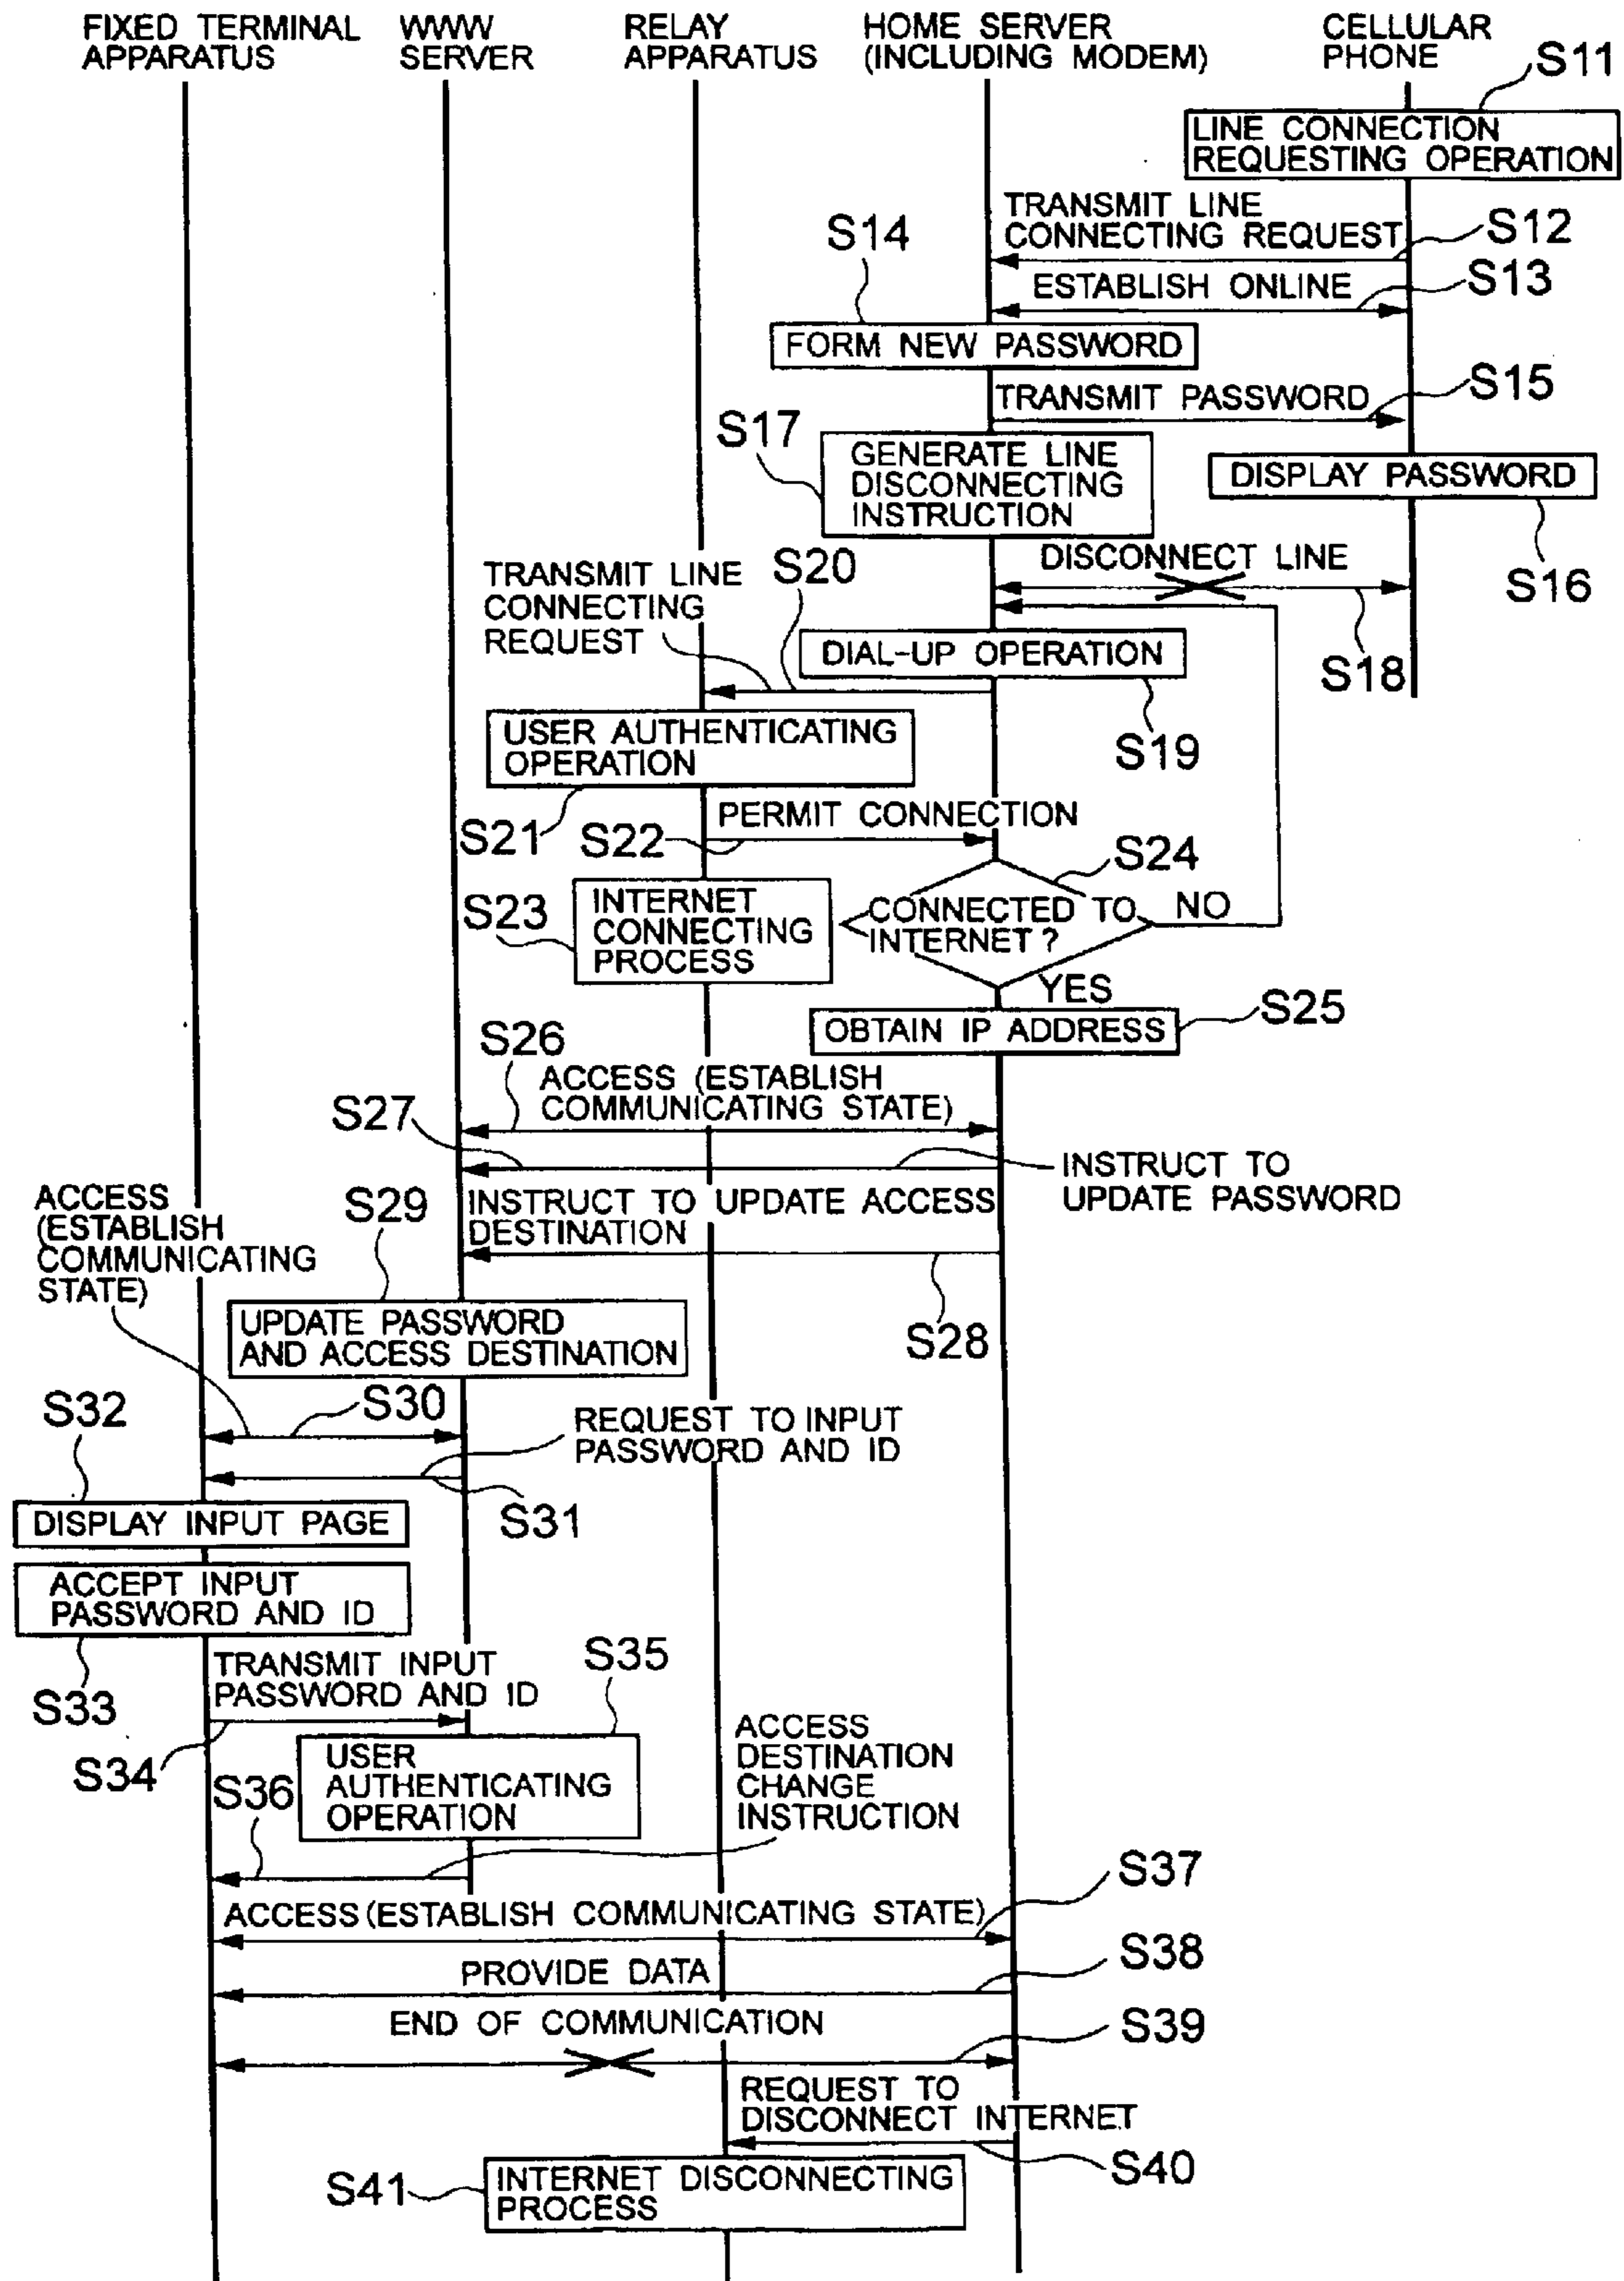 FIXED TERMINAL
APPARATUS
WWW
SERVER
RELAY
APPARATUS
HOME SERVER
(INCLUDING MODEM)
CELLULAR
PHONE
S11
LINE CONNECTION
REQUESTING OPERATION
TRANSMIT LINE
CONNECTING REQUEST
S12
S14
ESTABLISH ONLINE
S13
FORM NEW PASSWORD
TRANSMIT PASSWORD
S15
S17
GENERATE LINE
DISCONNECTING
INSTRUCTION
DISPLAY PASSWORD
S16
DISCONNECT LINE
S18
TRANSMIT LINE
CONNECTING
REQUEST
S20
DIAL-UP OPERATION
S19
USER AUTHENTICATING
OPERATION
S21
PERMIT CONNECTION
S22
S24
S23
INTERNET
CONNECTING
PROCESS
CONNECTED TO
INTERNET?
NO
YES
OBTAIN IP ADDRESS
S25
S26
ACCESS (ESTABLISH
COMMUNICATING STATE)
S27
INSTRUCT TO
UPDATE PASSWORD
INSTRUCT TO UPDATE ACCESS
DESTINATION
S28
ACCESS
(ESTABLISH
COMMUNICATING
STATE)
S29
UPDATE PASSWORD
AND ACCESS DESTINATION
S30
S32
REQUEST TO INPUT
PASSWORD AND ID
S31
DISPLAY INPUT PAGE
ACCEPT INPUT
PASSWORD AND ID
S33
TRANSMIT INPUT
PASSWORD AND ID
S34
S35
USER
AUTHENTICATING
OPERATION
S36
ACCESS
DESTINATION
CHANGE
INSTRUCTION
S37
ACCESS (ESTABLISH COMMUNICATING STATE)
PROVIDE DATA
S38
END OF COMMUNICATION
S39
REQUEST TO
DISCONNECT INTERNET
S40
S41
INTERNET DISCONNECTING
PROCESS